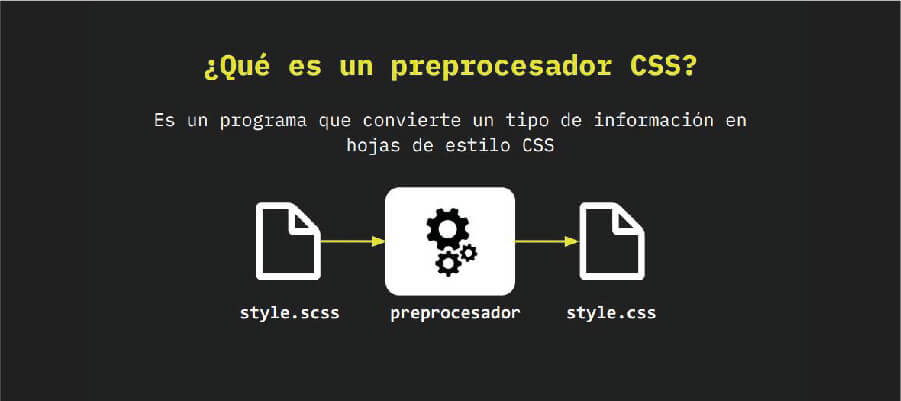 ¿Qué es un preprocesador CSS?
Es un programa que convierte un tipo de información en
hojas de estilo CSS
style.scss
preprocesador
style.css